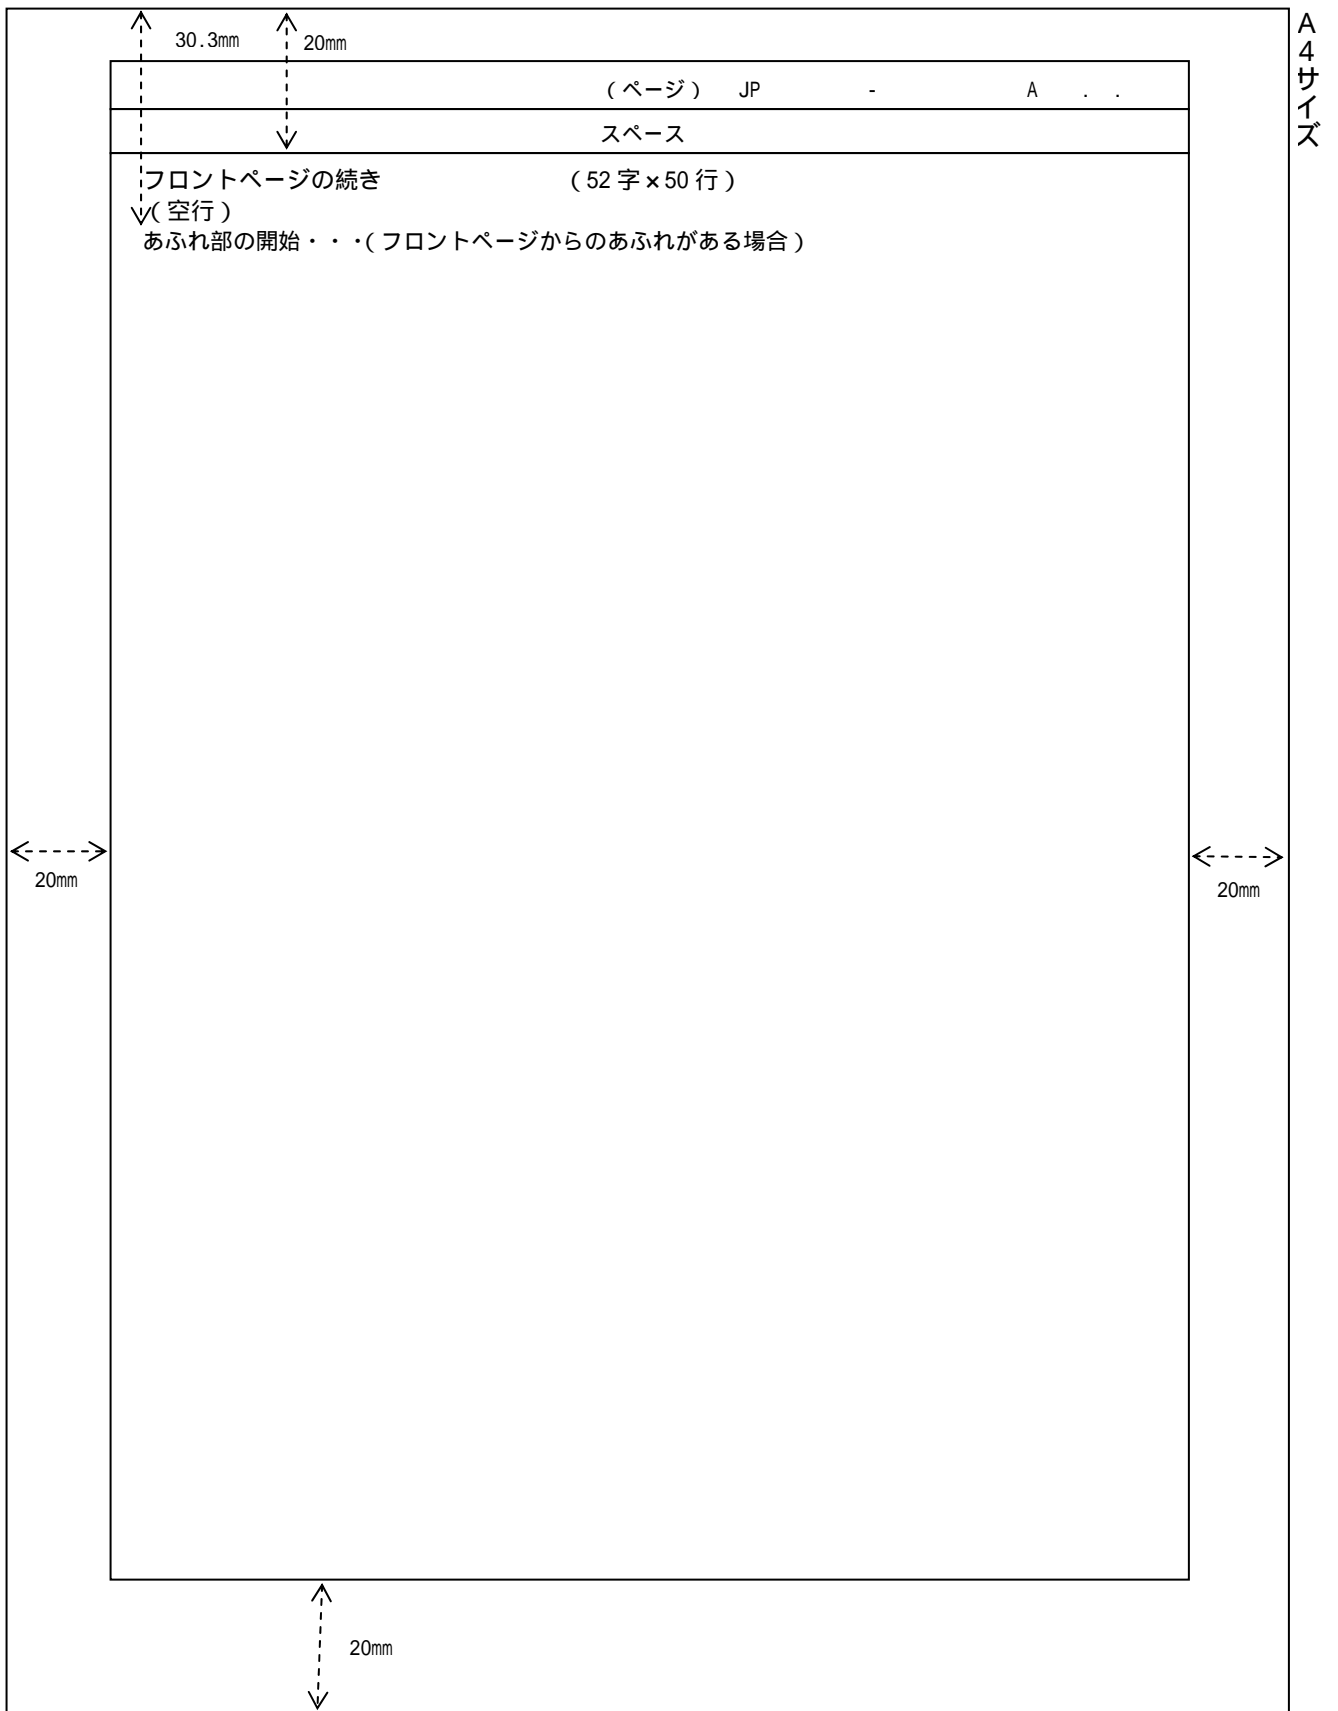 30.3㎜
20㎜
A4サイズ
(ページ) JP - A . .
スペース
フロントページの続き (52字×50行)
(空行)
あふれ部の開始・・・(フロントページからのあふれがある場合)
20㎜
20㎜
20㎜